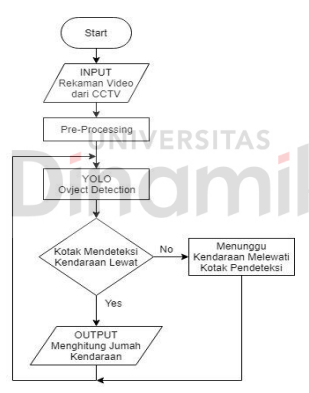 Start
INPUT
Rekaman Video
dari CCTV
Pre-Processing
UNIVERSITAS
Dinamik
YOLO
Ovject Detection
Kotak Mendeteksi
Kendaraan Lewat
No
Menunggu
Kendaraan Melewati
Kotak Pendeteksi
Yes
OUTPUT
Menghitung Jumah
Kendaraan